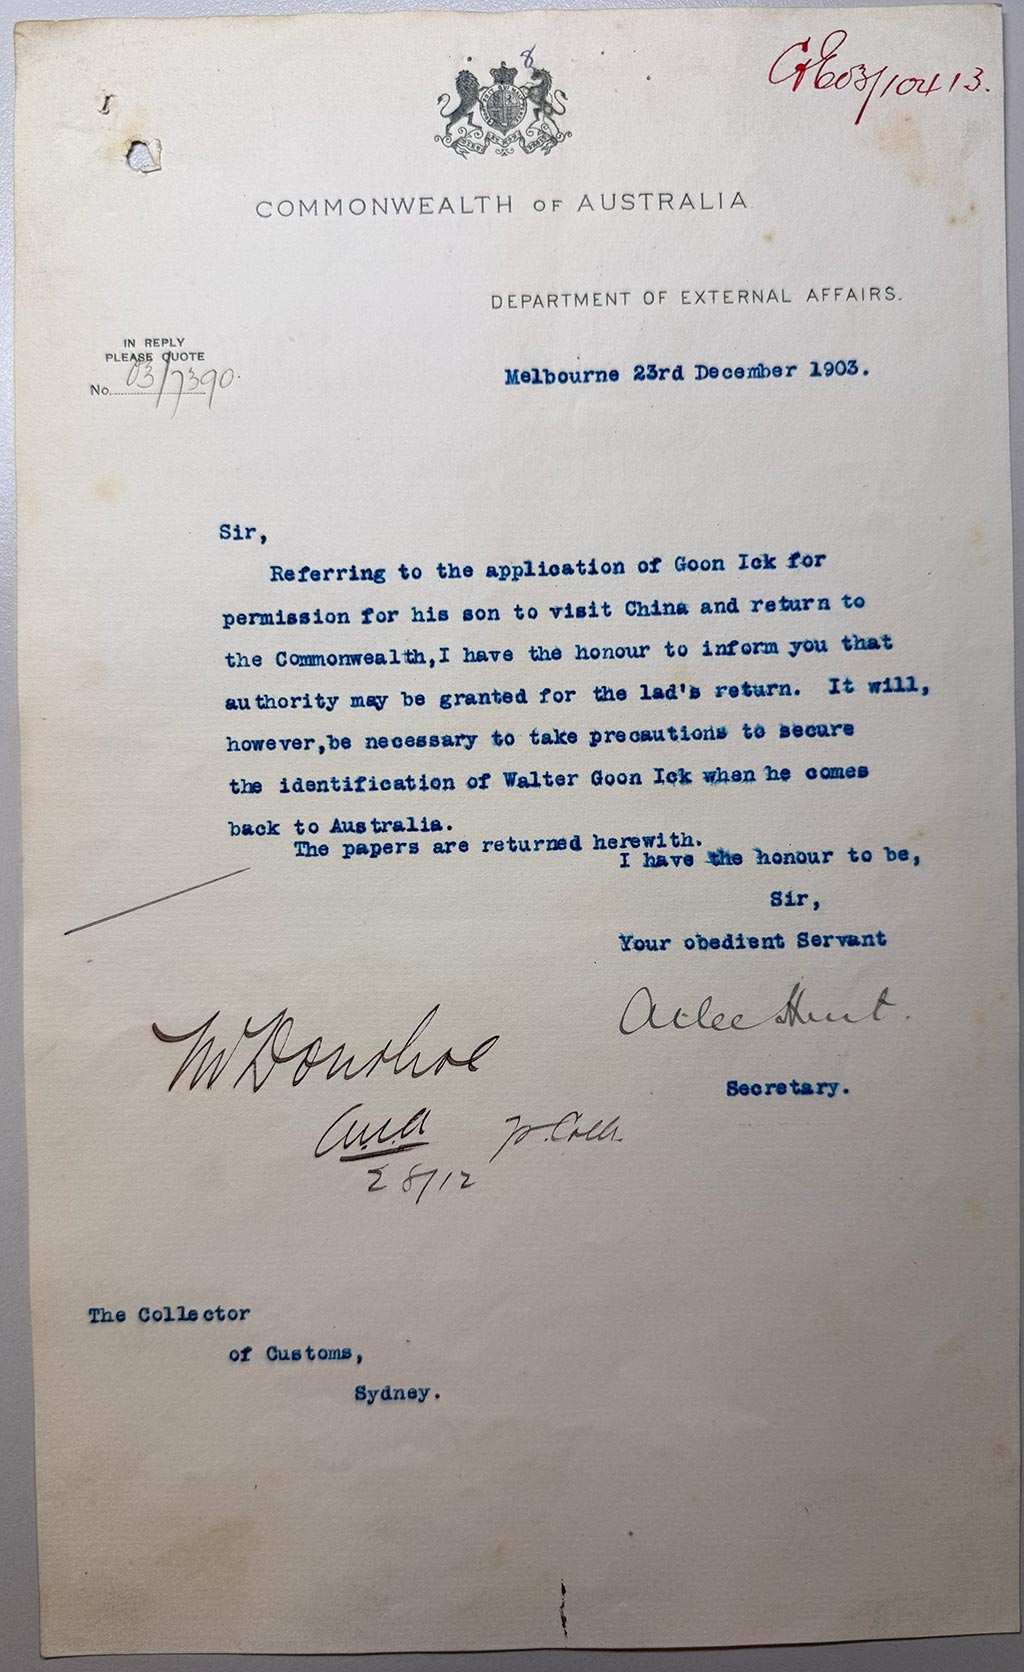 8
C&E03/10413.
I
COMMONWEALTH OF AUSTRALIA
DEPARTMENT OF EXTERNAL AFFAIRS.
IN REPLY
PLEASE QUOTE
No. 03/7390.
Melbourne 23rd December 1903.
Sir,
Referring to the application of Goon Ick for
permission for his son to visit China and return to
the Commonwealth,I have the honour to inform you that
authority may be granted for the lad's return. It will,
however,be necessary to take precautions to secure
the identification of Walter Goon Ick when he comes
back to Australia.
The papers are returned herewith.
I have the honour to be,
Sir,
Your obedient Servant
Atlee Hunt.
Secretary.
Mr Donohoe
28/12
The Collector
of Customs,
Sydney.